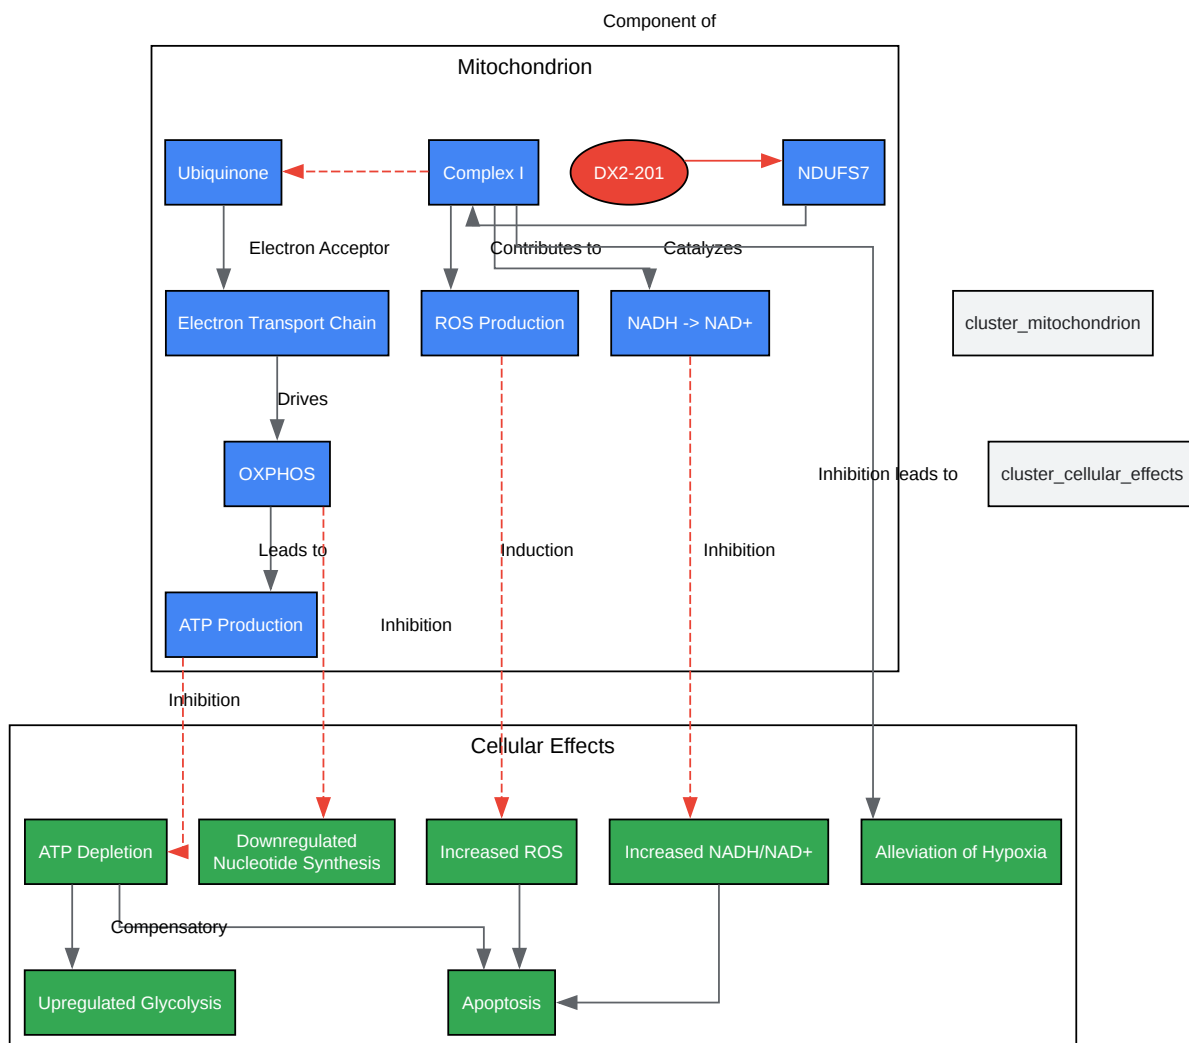 Component of
Mitochondrion
Ubiquinone
Complex I
DX2-201
NDUFS7
Electron Acceptor
Contributes to
Catalyzes
Electron Transport Chain
ROS Production
NADH -> NAD+
cluster_mitochondrion
Drives
OXPHOS
Inhibition leads to
cluster_cellular_effects
Leads to
Induction
Inhibition
ATP Production
Inhibition
Inhibition
Cellular Effects
ATP Depletion
Downregulated
Nucleotide Synthesis
Increased ROS
Increased NADH/NAD+
Alleviation of Hypoxia
Compensatory
Upregulated Glycolysis
Apoptosis